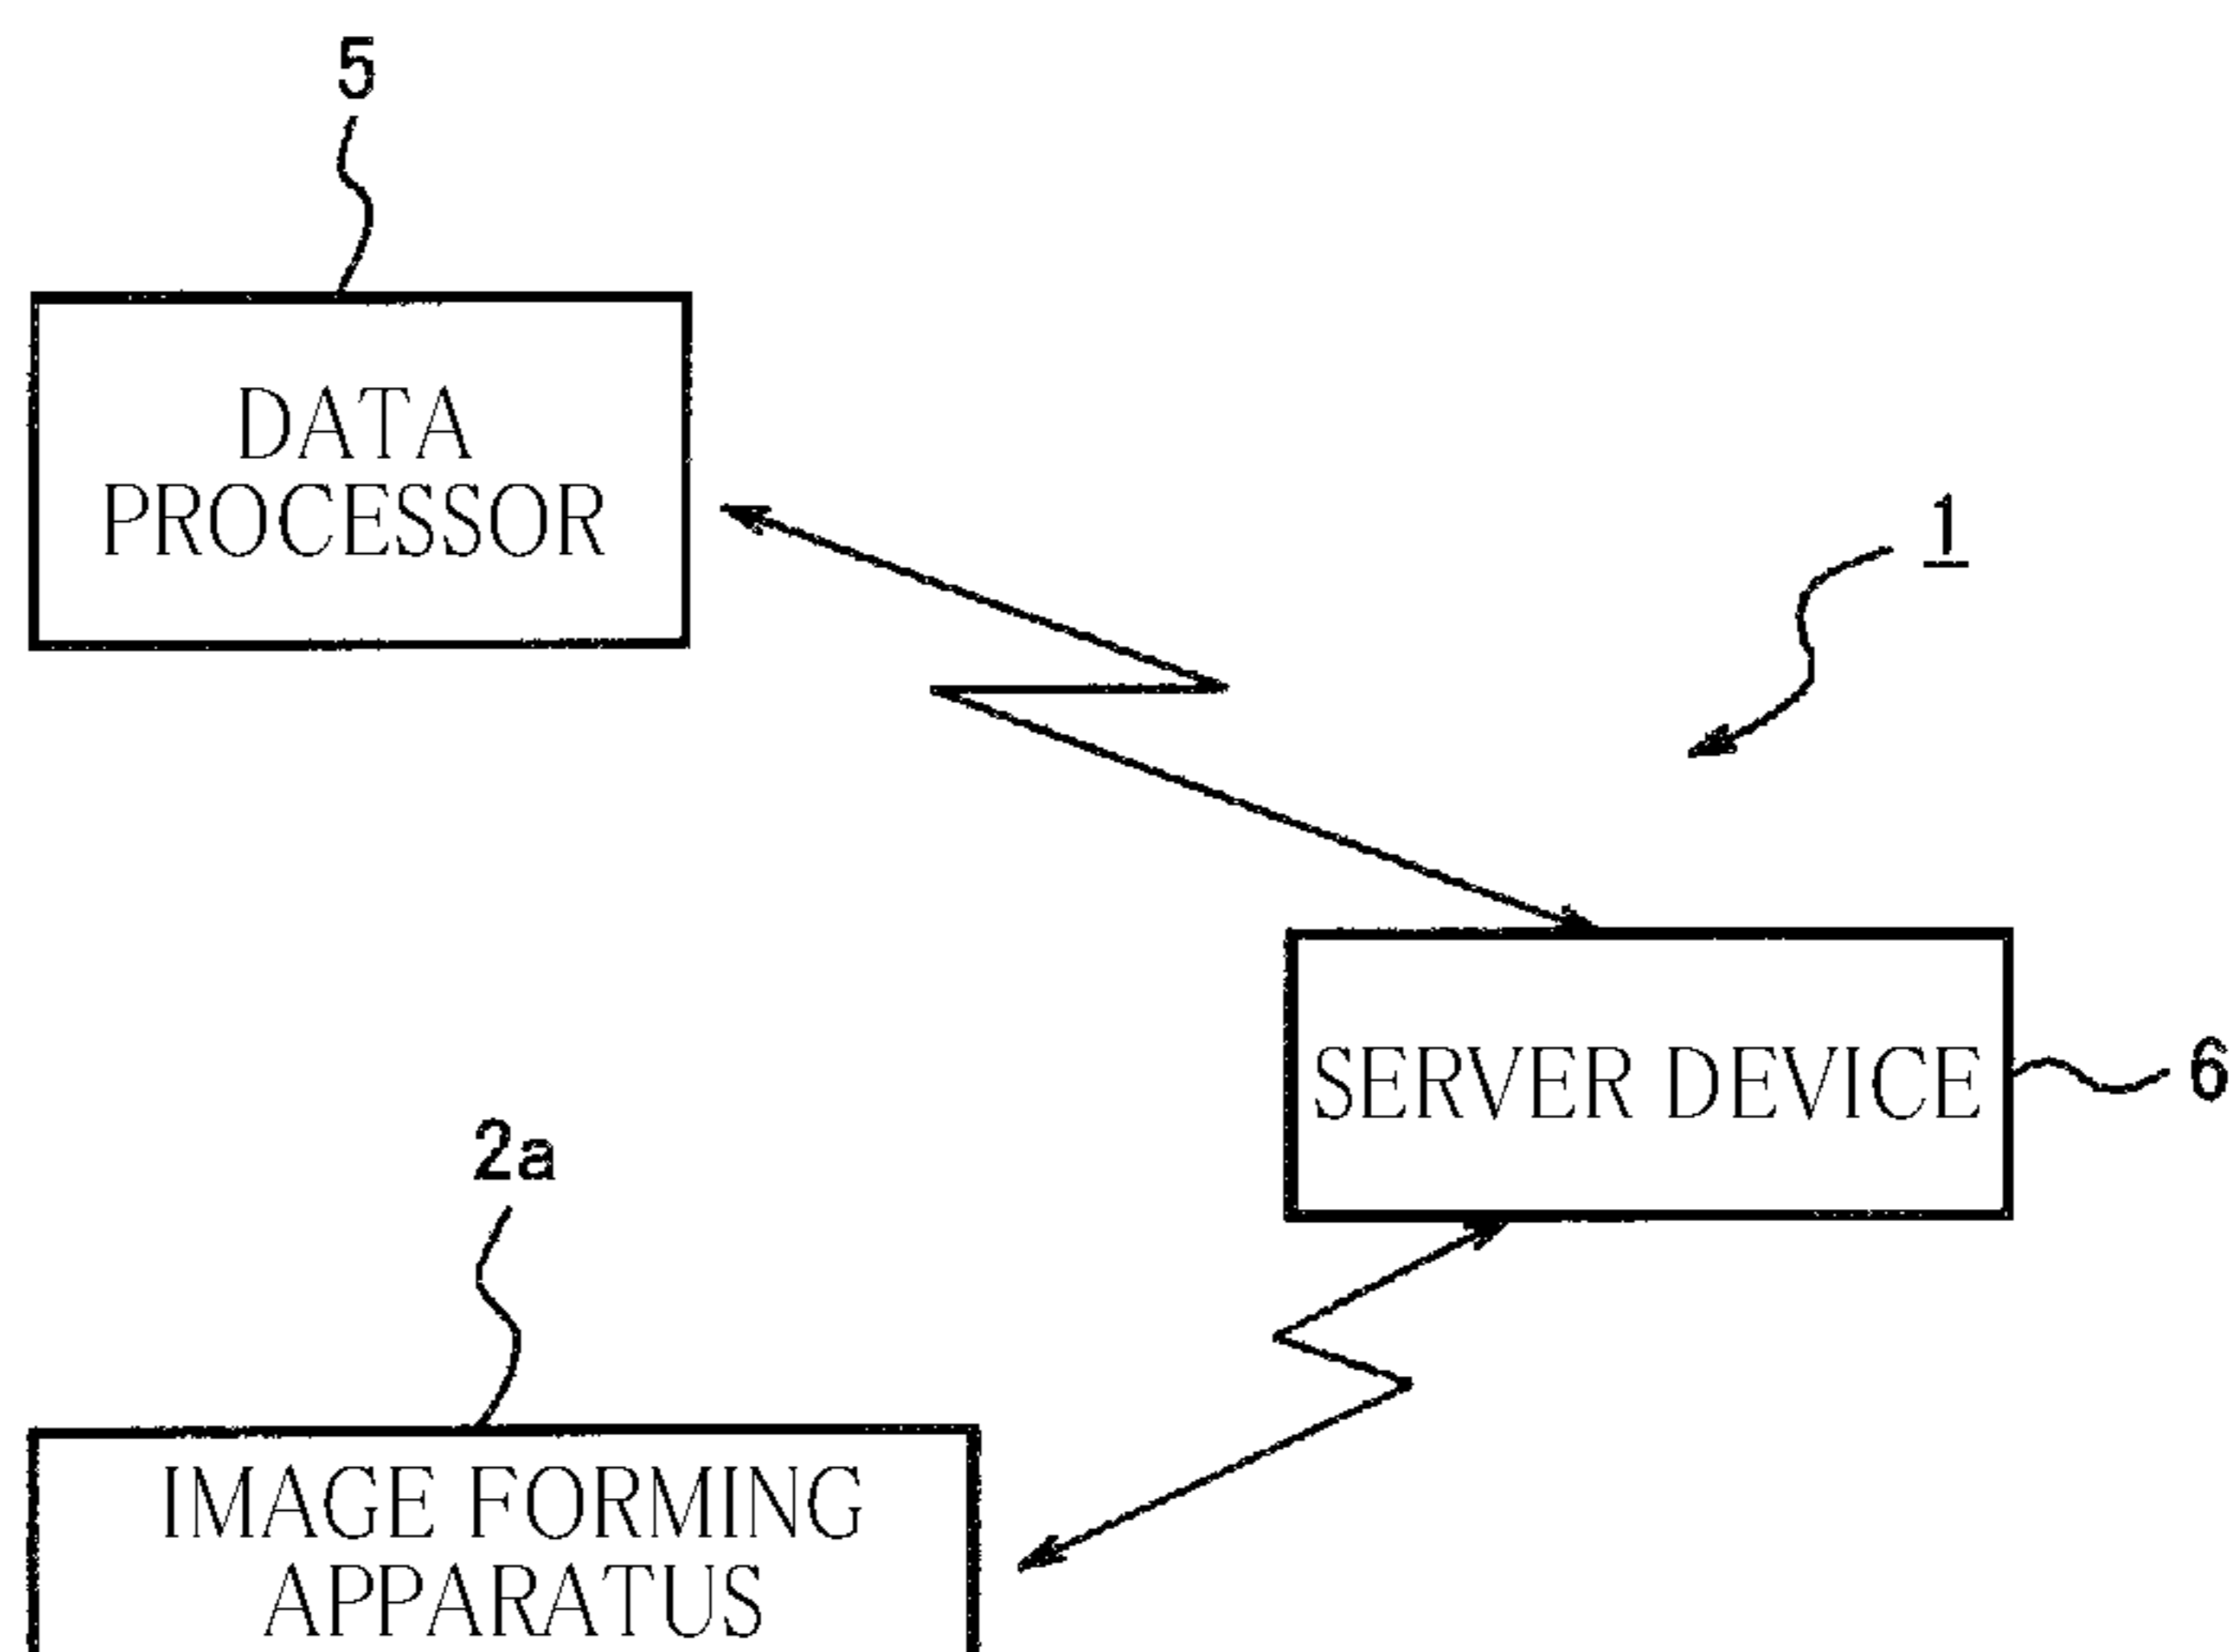 5
DATA
PROCESSOR
1
SERVER DEVICE
6
2a
IMAGE FORMING
APPARATUS